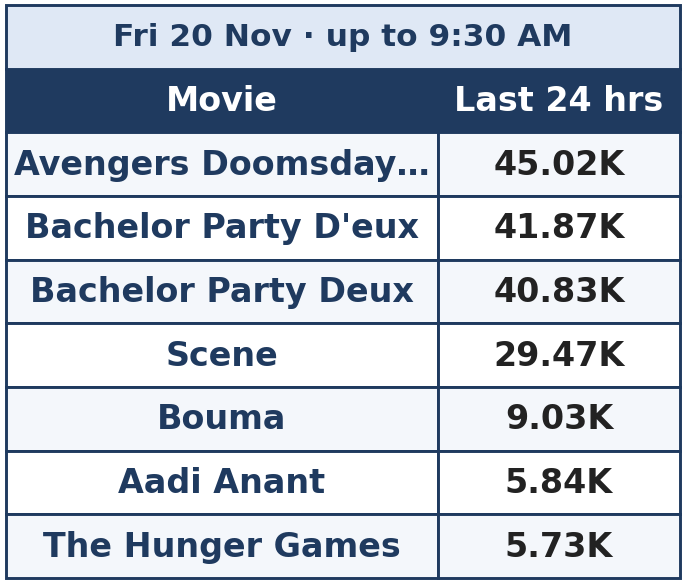 Fri 20 Nov · up to 9:30 AM
Movie Last 24 hrs
Avengers Doomsday... 45.02K
Bachelor Party D'eux 41.87K
Bachelor Party Deux 40.83K
Scene 29.47K
Bouma 9.03K
Aadi Anant 5.84K
The Hunger Games 5.73K